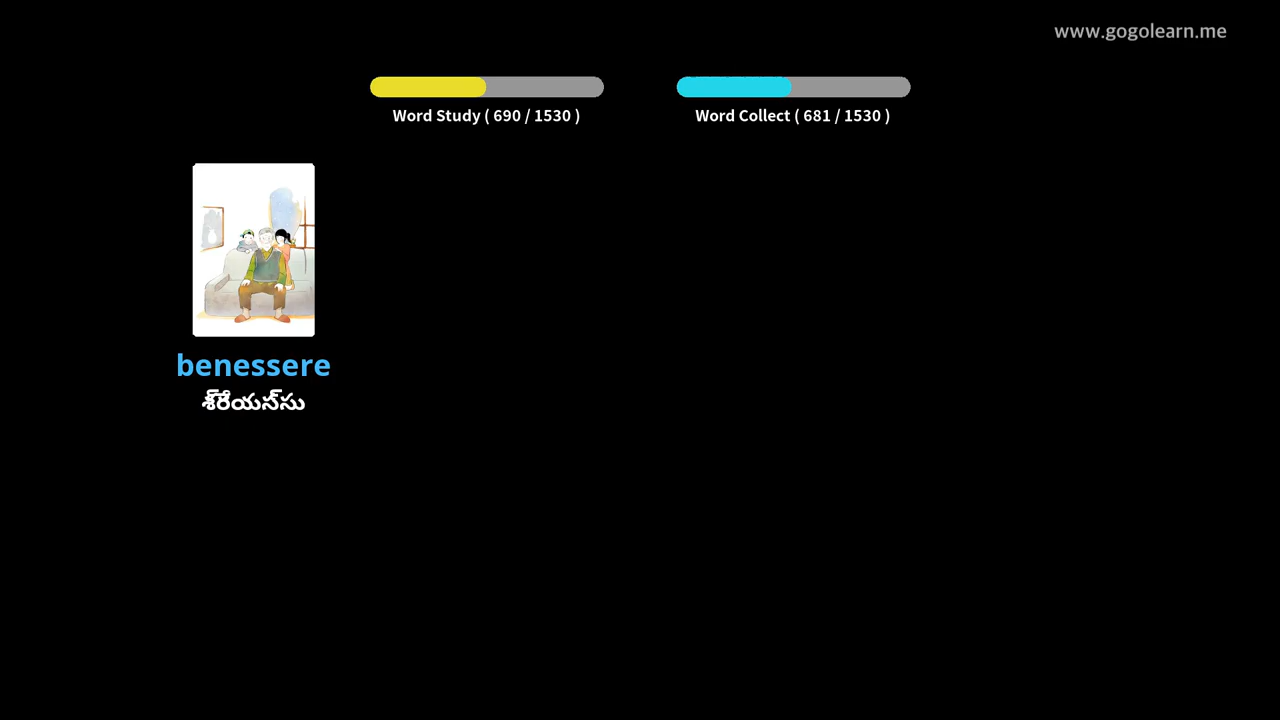 www.gogolearn.me
Word Study ( 690 / 1530 )
Word Collect ( 681 / 1530 )
benessere
శ్రేయస్సు